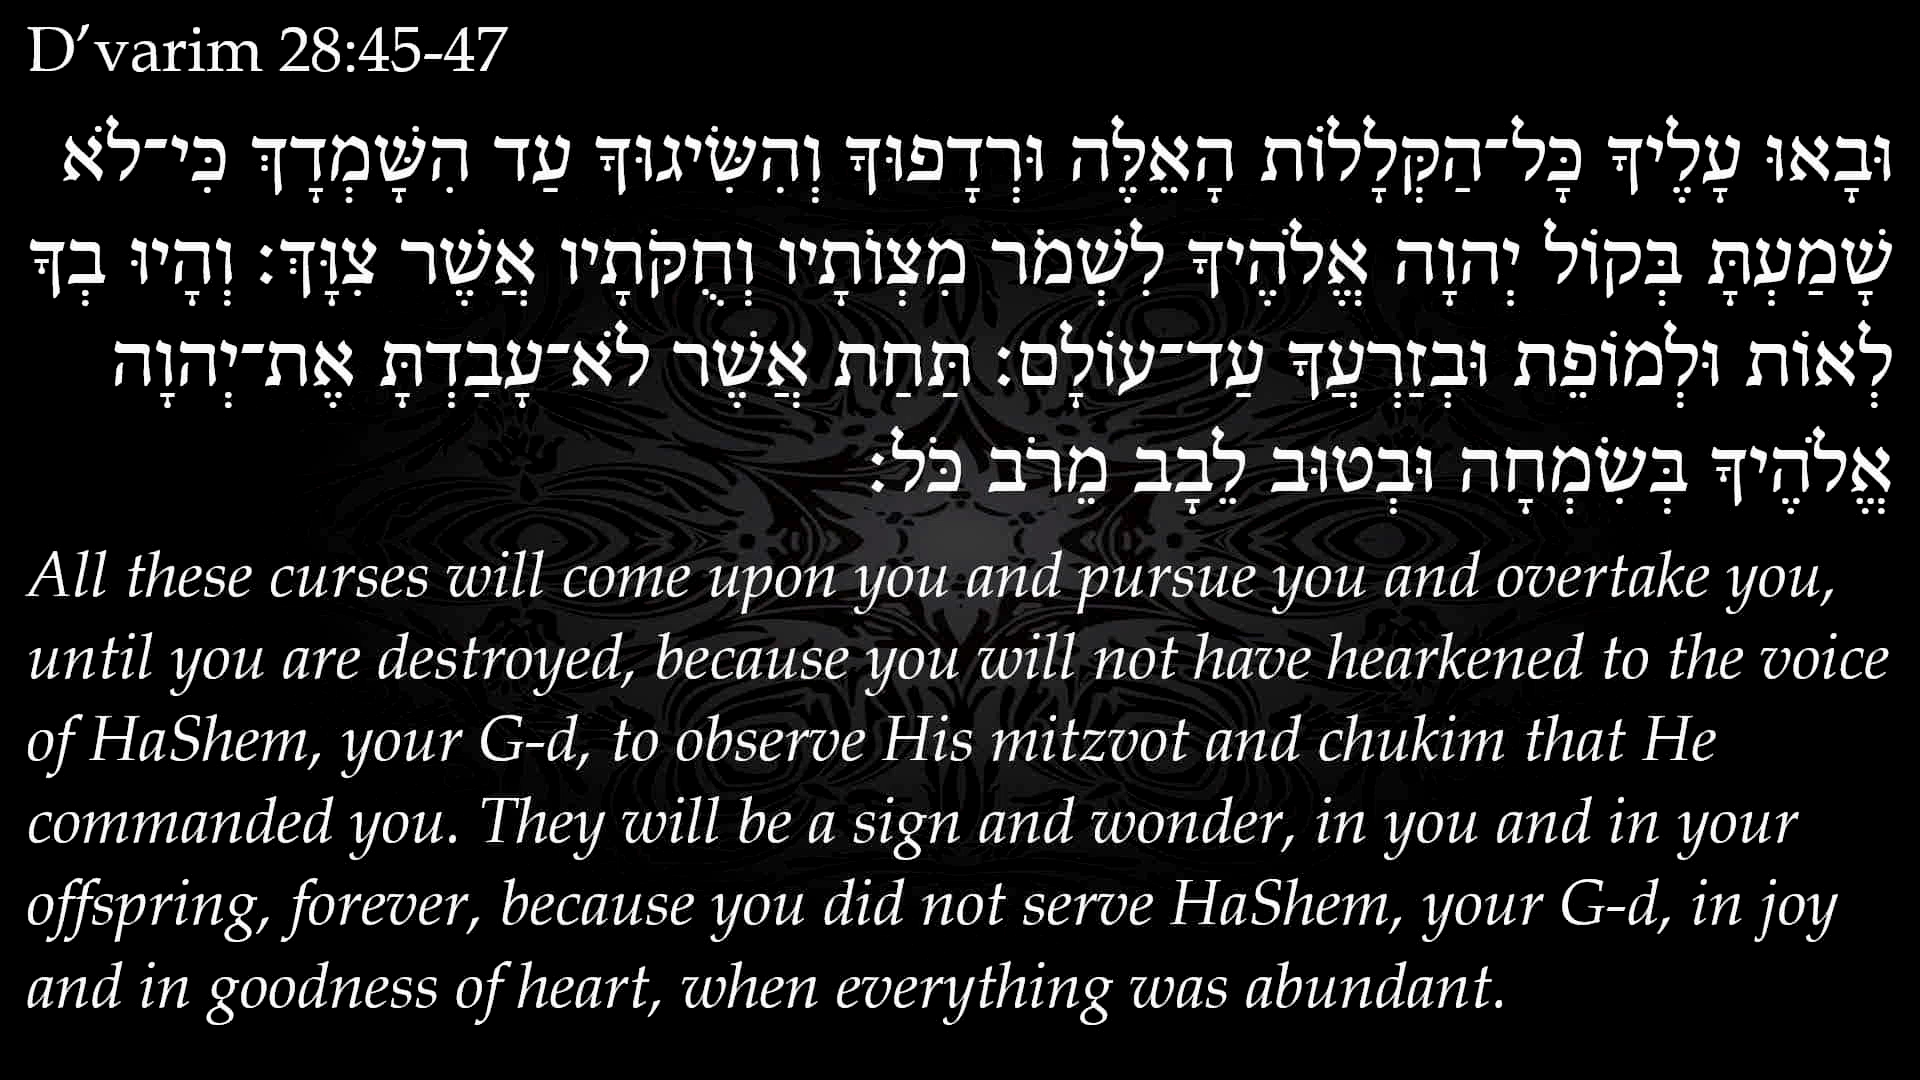 D’varim 28:45-47
וּבָאוּ עָלֶיךָ כָּל־הַקְּלָלוֹת הָאֵלֶּה וּרְדָפוּךָ וְהִשִּׂיגוּךָ עַד הִשָּׁמְדָךְ כִּי־לֹא
שָׁמַעְתָּ בְּקוֹל יְהוָה אֱלֹהֶיךָ לִשְׁמֹר מִצְוֹתָיו וְחֻקֹּתָיו אֲשֶׁר צִוָּךְ׃ וְהָיוּ בְךָ
לְאוֹת וּלְמוֹפֵת וּבְזַרְעֲךָ עַד־עוֹלָם׃ תַּחַת אֲשֶׁר לֹא־עָבַדְתָּ אֶת־יְהוָה
אֱלֹהֶיךָ בְּשִׂמְחָה וּבְטוּב לֵבָב מֵרֹב כֹּל׃
All these curses will come upon you and pursue you and overtake you,
until you are destroyed, because you will not have hearkened to the voice
of HaShem, your G-d, to observe His mitzvot and chukim that He
commanded you. They will be a sign and wonder, in you and in your
offspring, forever, because you did not serve HaShem, your G-d, in joy
and in goodness of heart, when everything was abundant.